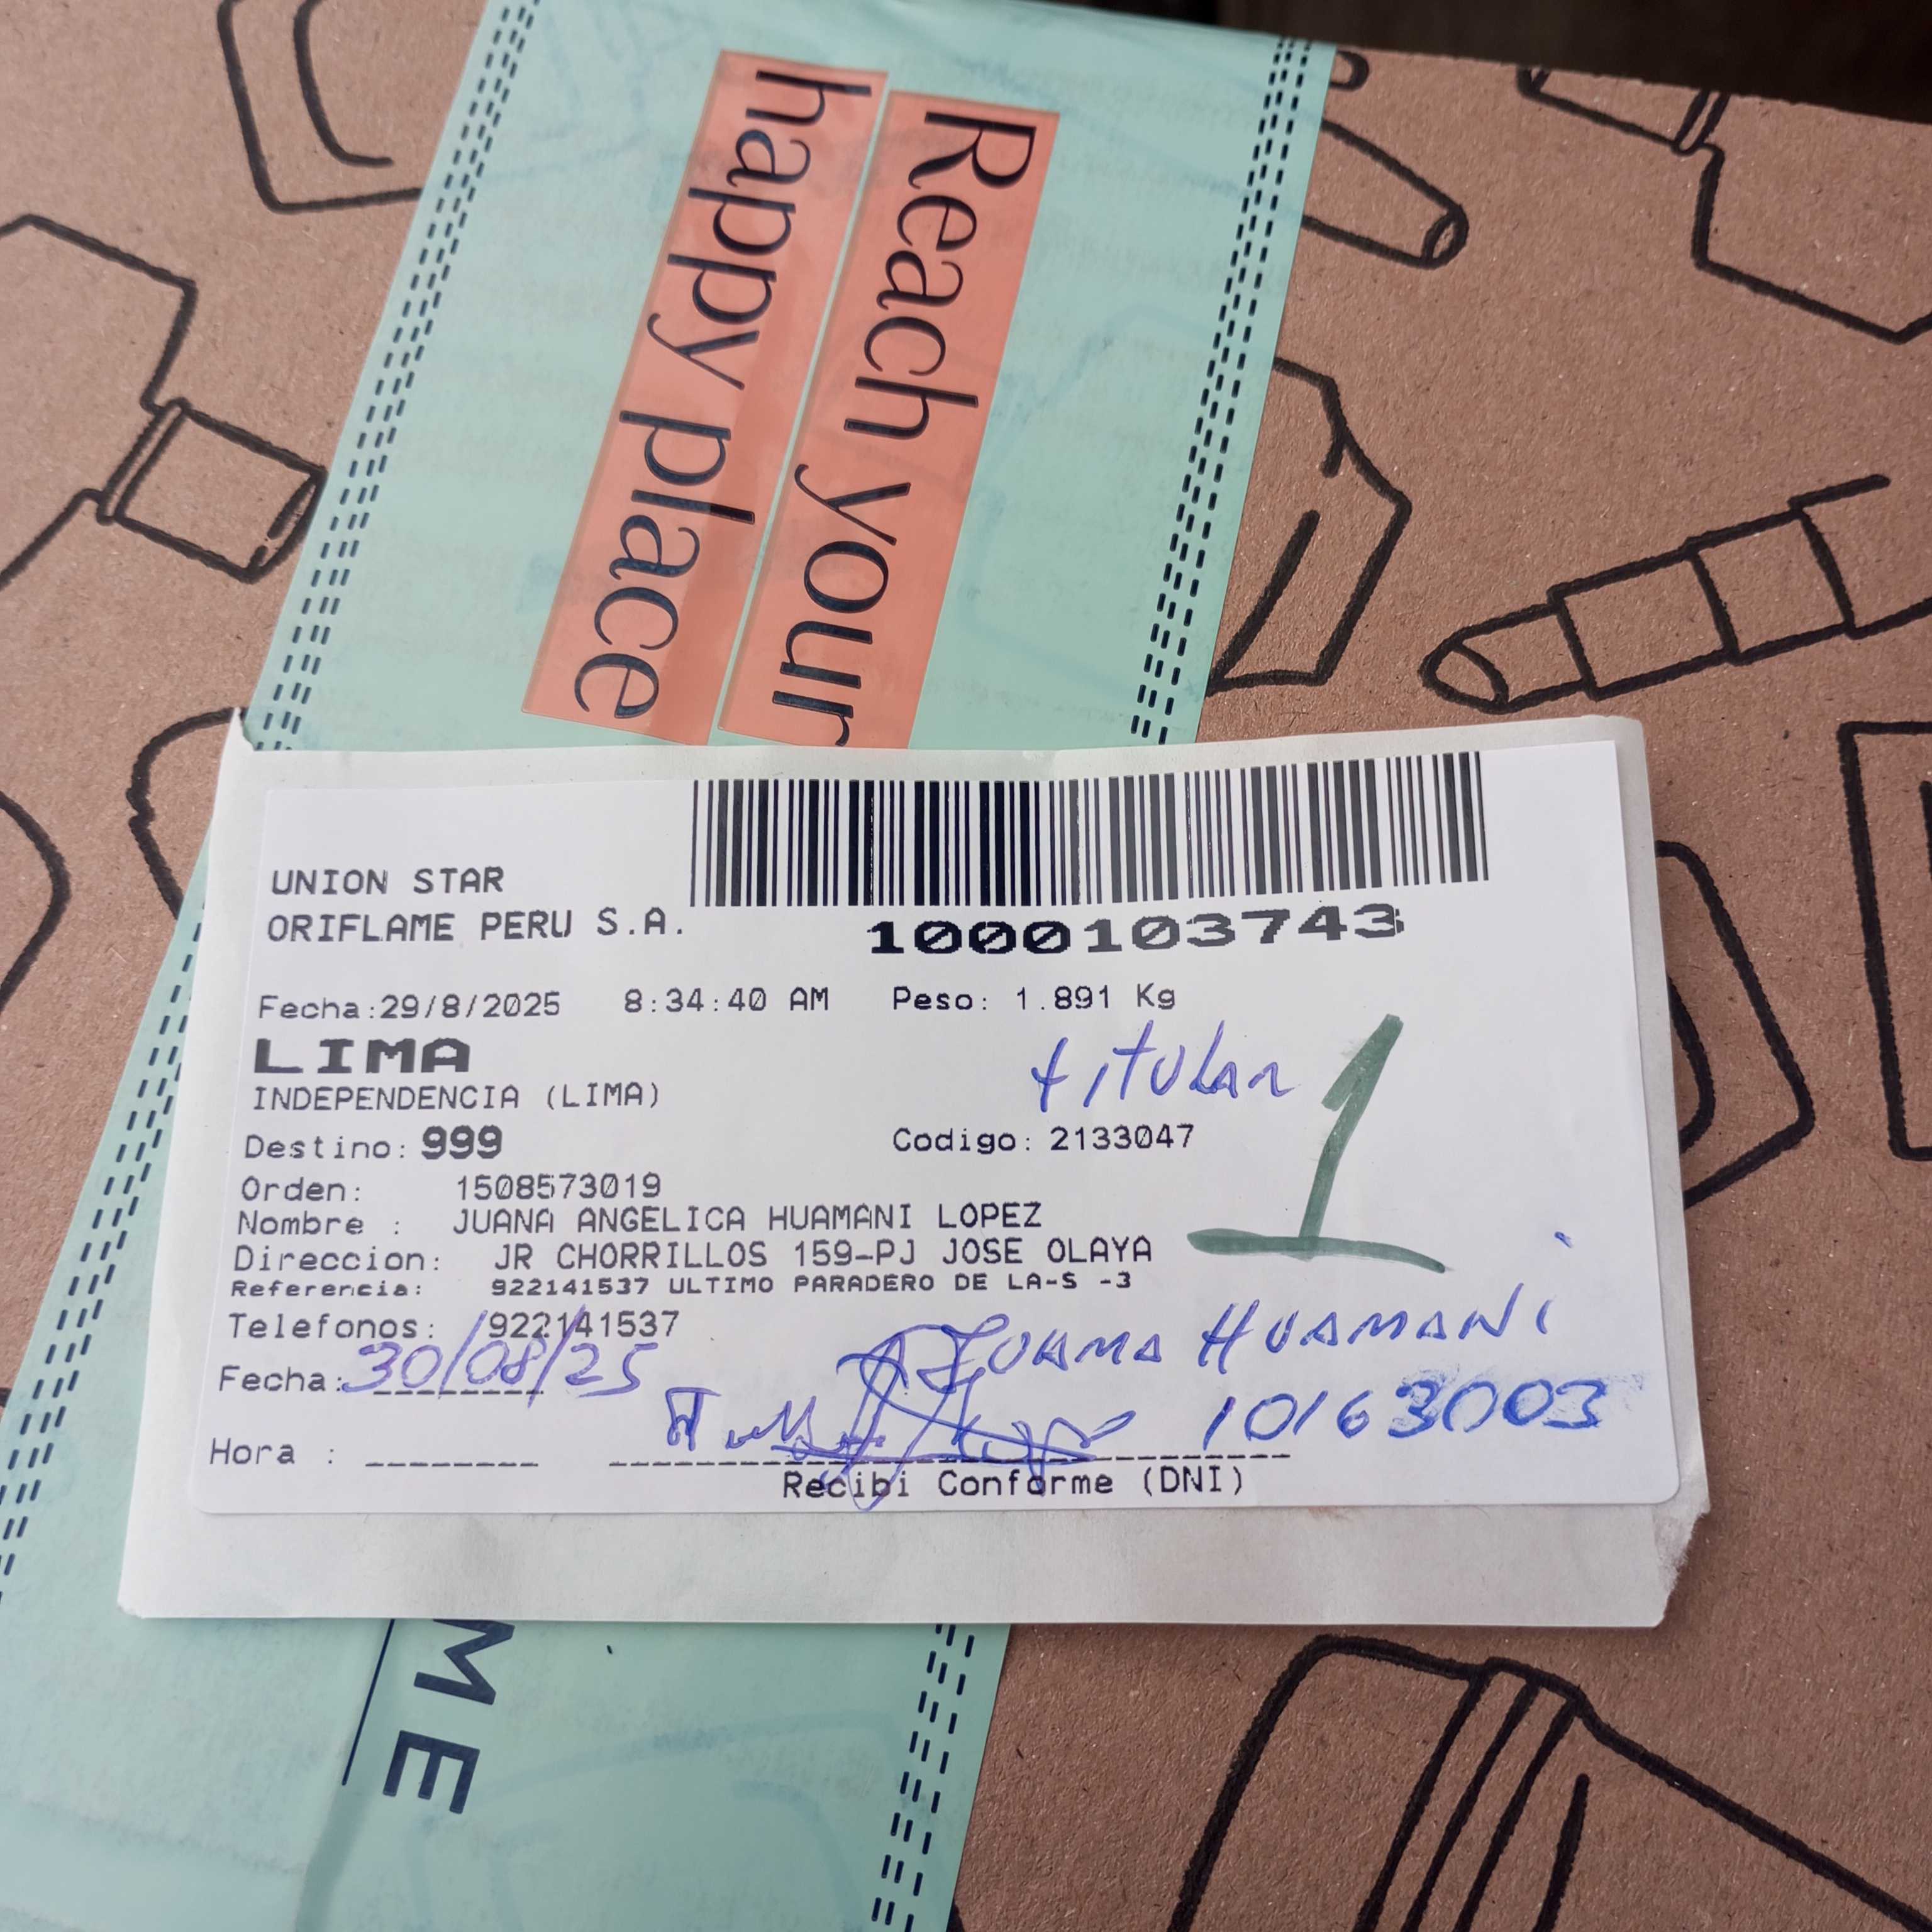 Reach your
happy place
UNION STAR
ORIFLAME PERU S.A.
1000103743
Fecha:29/8/2025 8:34:40 AM Peso: 1.891 Kg
LIMA
INDEPENDENCIA (LIMA)
titular
1
Destino: 999 Codigo: 2133047
Orden: 1508573019
Nombre : JUANA ANGELICA HUAMANI LOPEZ
Direccion: JR CHORRILLOS 159-PJ JOSE OLAYA
Referencia: 922141537 ULTIMO PARADERO DE LA-S -3
Telefonos: 922141537
JUANA HUAMANI
Fecha: 30/08/25
10163003
Hora :
Recibi Conforme (DNI)
ME